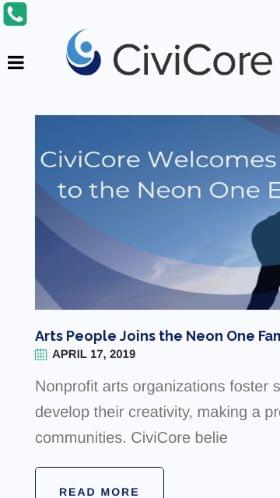 CiviCore
CiviCore Welcomes
to the Neon One E
Arts People Joins the Neon One Fam
APRIL 17, 2019
Nonprofit arts organizations foster s
develop their creativity, making a pr
communities. CiviCore belie
READ MORE